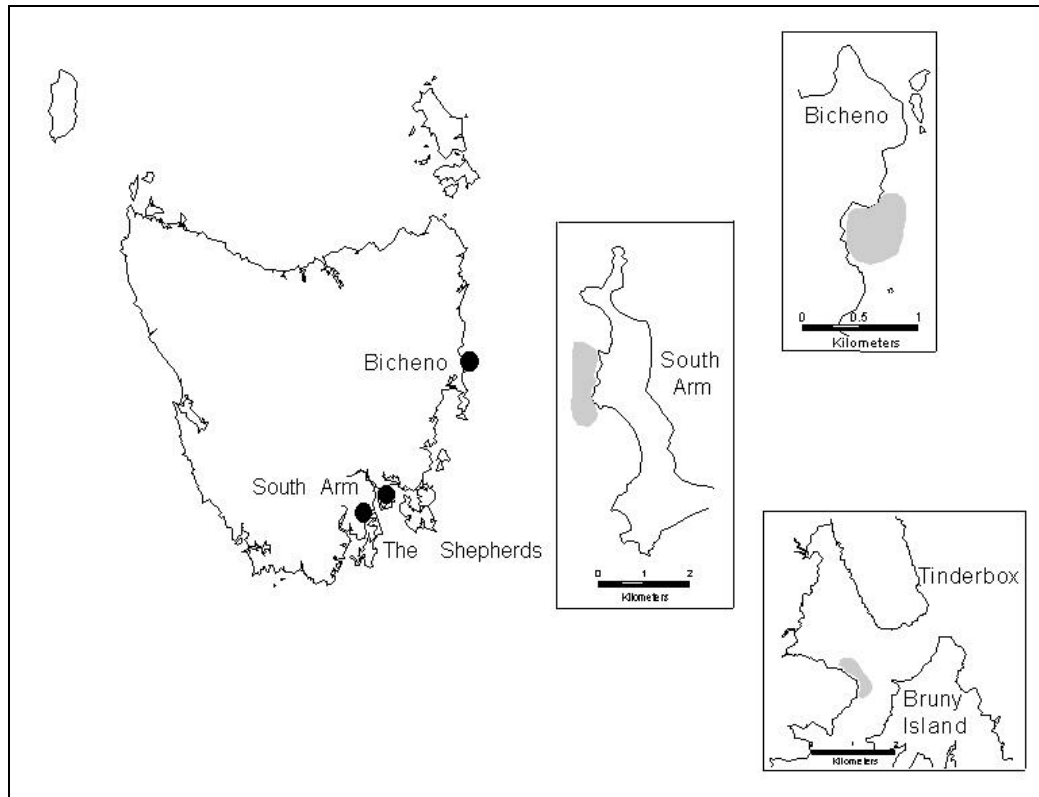 Bicheno
South Arm
The Shepherds
South
Arm
0 1 2
Kilometers
Bicheno
0 0.5 1
Kilometers
Tinderbox
Bruny
Island
1
Kilometers